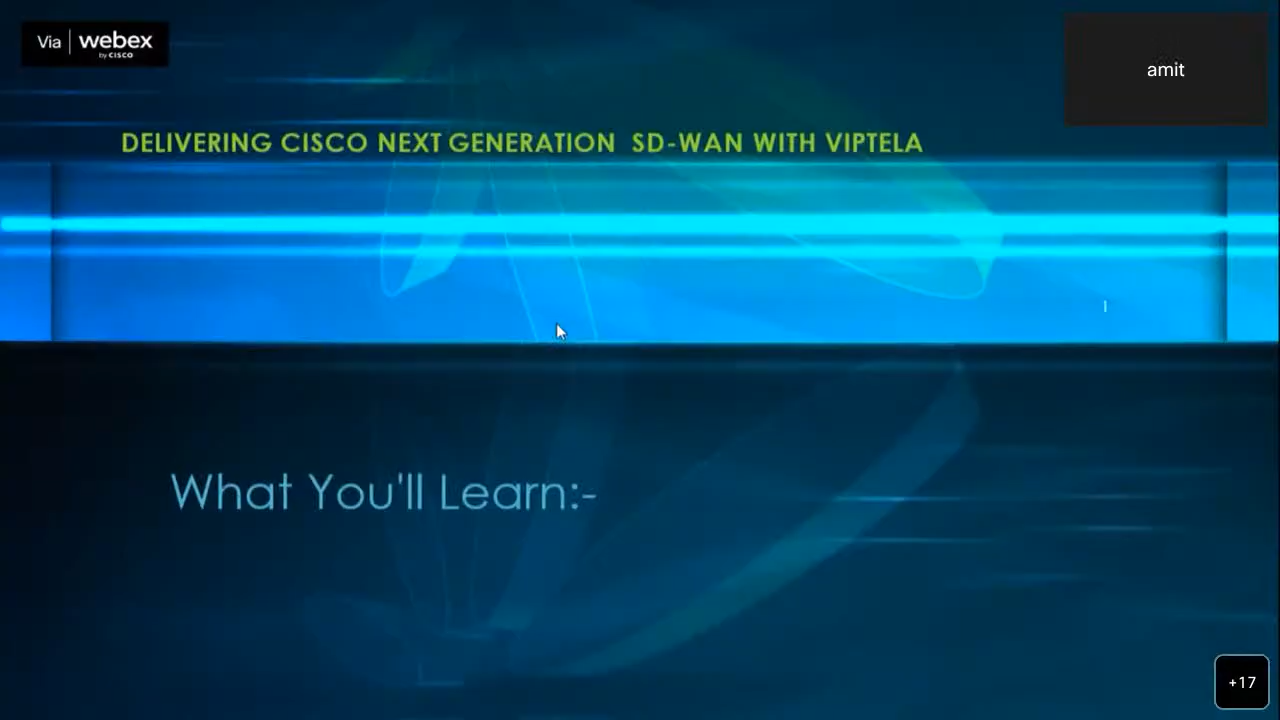 Via webex
by CISCO
amit
DELIVERING CISCO NEXT GENERATION SD-WAN WITH VIPTELA
What You'll Learn:-
+17